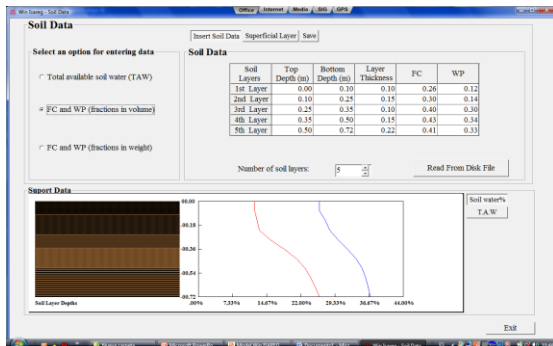 Win Isareg - Soil Data
Office Internet Media SIG GPS
Soil Data
Insert Soil Data Superficial Layer Save
Select an option for entering data
Total available soil water (TAW)
FC and WP (fractions in volume)
FC and WP (fractions in weight)
Soil Data
Soil Layers Top Depth (m) Bottom Depth (m) Layer Thickness FC WP
1st Layer 0.00 0.10 0.10 0.26 0.12
2nd Layer 0.10 0.25 0.15 0.30 0.14
3rd Layer 0.25 0.35 0.10 0.40 0.30
4th Layer 0.35 0.50 0.15 0.43 0.34
5th Layer 0.50 0.72 0.22 0.41 0.33
Number of soil layers: 5 Read From Disk File
Suport Data
Soil water%
T.A.W
00.00
-00.18
-00.36
-00.54
-00.72
Soil Layer Depths
.00% 7.33% 14.67% 22.00% 29.33% 36.67% 44.00%
Exit